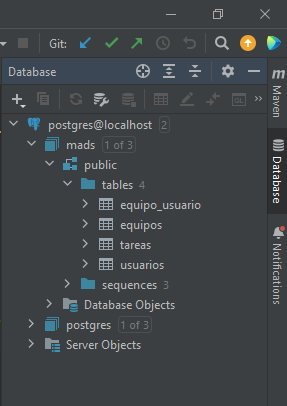 Git:
Database
postgres@localhost 2
mads 1 of 3
public
tables 4
equipo_usuario
equipos
tareas
usuarios
sequences 3
Database Objects
postgres 1 of 3
Server Objects
m
Maven
Database
Notifications
QL